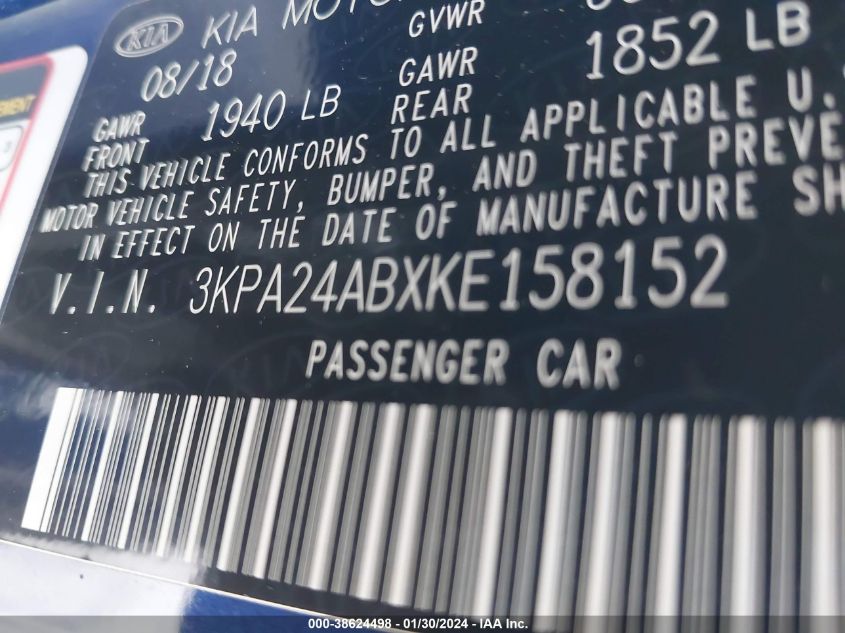 KIA KIA
08/18 GVWR
GAWR FRONT 1940 LB GAWR REAR 1852 LB
THIS VEHICLE CONFORMS TO ALL APPLICABLE U.
MOTOR VEHICLE SAFETY, BUMPER, AND THEFT
IN EFFECT ON THE DATE OF MANUFACTURE
V.I.N. 3KPA24ABXKE158152
PASSENGER CAR
000-38624498 - 01/30/2024 - IAA Inc.